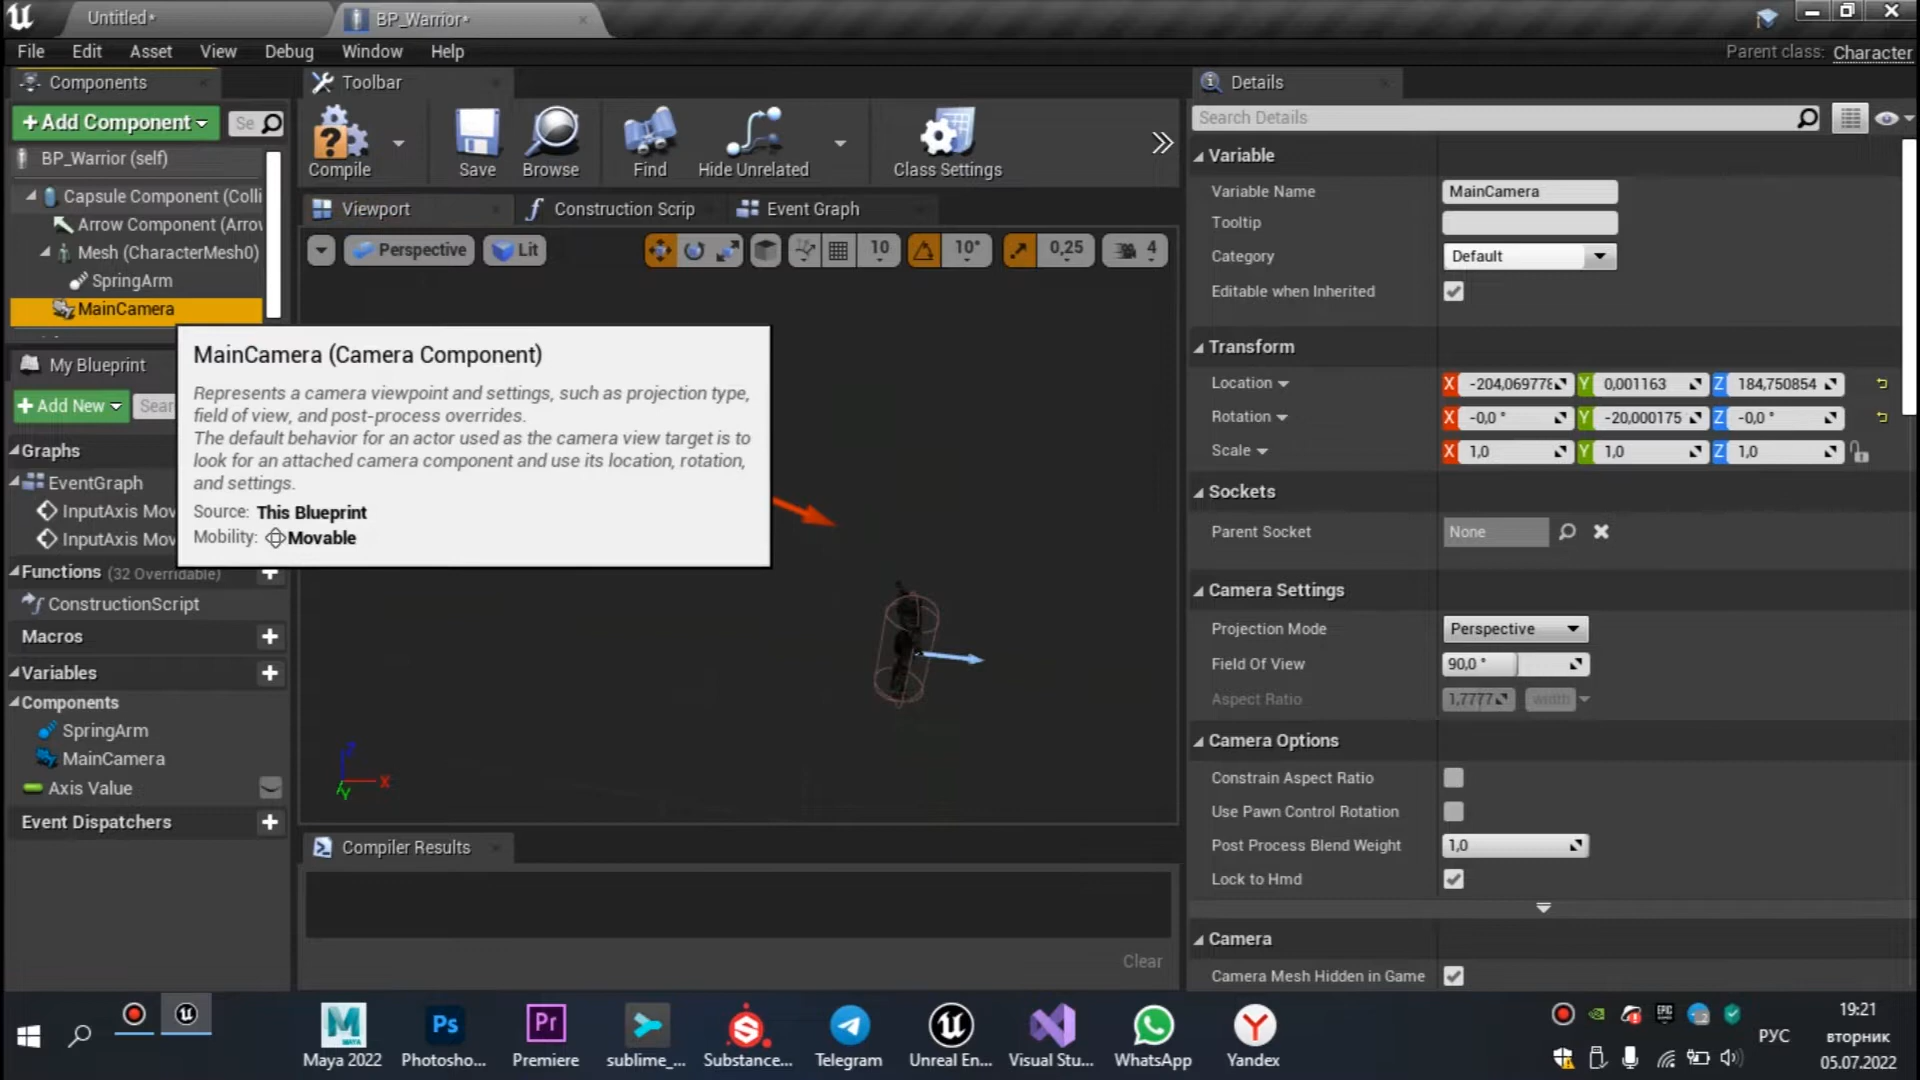 Untitled*
BP_Warrior*
File Edit Asset View Debug Window Help
Parent class: Character
Components
+Add Component
Se
BP_Warrior (self)
Capsule Component (Colli
Arrow Component (Arrov
Mesh (CharacterMesh0)
SpringArm
MainCamera
My Blueprint
+Add New
Sear
Graphs
EventGraph
InputAxis Mov
InputAxis Mov
Functions (32 Overridable)
ConstructionScript
Macros
Variables
Components
SpringArm
MainCamera
Axis Value
Event Dispatchers
Toolbar
Compile
Save
Browse
Find
Hide Unrelated
Class Settings
Viewport
Construction Scrip
Event Graph
Perspective
Lit
10
10°
0,25
4
MainCamera (Camera Component)
Represents a camera viewpoint and settings, such as projection type,
field of view, and post-process overrides.
The default behavior for an actor used as the camera view target is to
look for an attached camera component and use its location, rotation,
and settings.
Source: This Blueprint
Mobility: Movable
Z
X
Y
Compiler Results
Clear
Details
Search Details
Variable
Variable Name MainCamera
Tooltip
Category Default
Editable when Inherited
Transform
Location X -204,069778 Y 0,001163 Z 184,750854
Rotation X -0,0 ° Y -20,000175 Z -0,0 °
Scale X 1,0 Y 1,0 Z 1,0
Sockets
Parent Socket None
Camera Settings
Projection Mode Perspective
Field Of View 90,0 °
Aspect Ratio 1,7777 width
Camera Options
Constrain Aspect Ratio
Use Pawn Control Rotation
Post Process Blend Weight 1,0
Lock to Hmd
Camera
Camera Mesh Hidden in Game
M
MAYA
Ps
Pr
EPIC
Maya 2022
Photosho...
Premiere
sublime_...
Substance...
Telegram
Unreal En...
Visual Stu...
WhatsApp
Yandex
РУС
19:21
вторник
05.07.2022